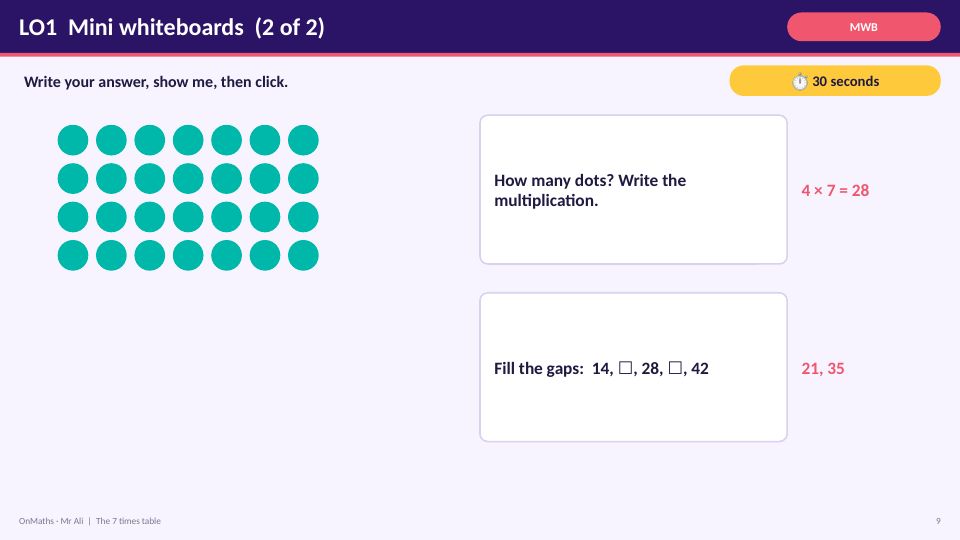 LO1 Mini whiteboards (2 of 2)
MWB
Write your answer, show me, then click.
⏱️ 30 seconds
How many dots? Write the
multiplication.
4 × 7 = 28
Fill the gaps: 14, ☐, 28, ☐, 42
21, 35
OnMaths - Mr Ali | The 7 times table
9